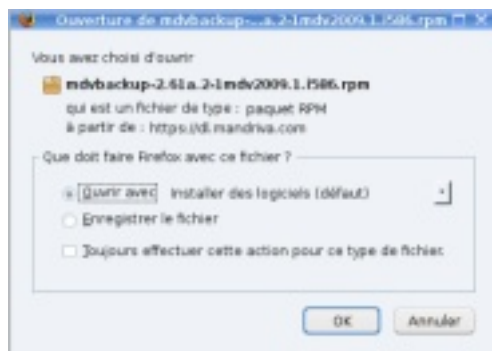 Ouverture de mdvbackup-...a.2-1mdv2009.1.i586.rpm
Vous avez choisi d'ouvrir
mdvbackup-2.61a.2-1mdv2009.1.i586.rpm
qui est un fichier de type : paquet RPM
à partir de : https://dl.mandriva.com
Que doit faire Firefox avec ce fichier ?
Ouvrir avec Installer des logiciels (défaut)
Enregistrer le fichier
Toujours effectuer cette action pour ce type de fichier.
OK Annuler